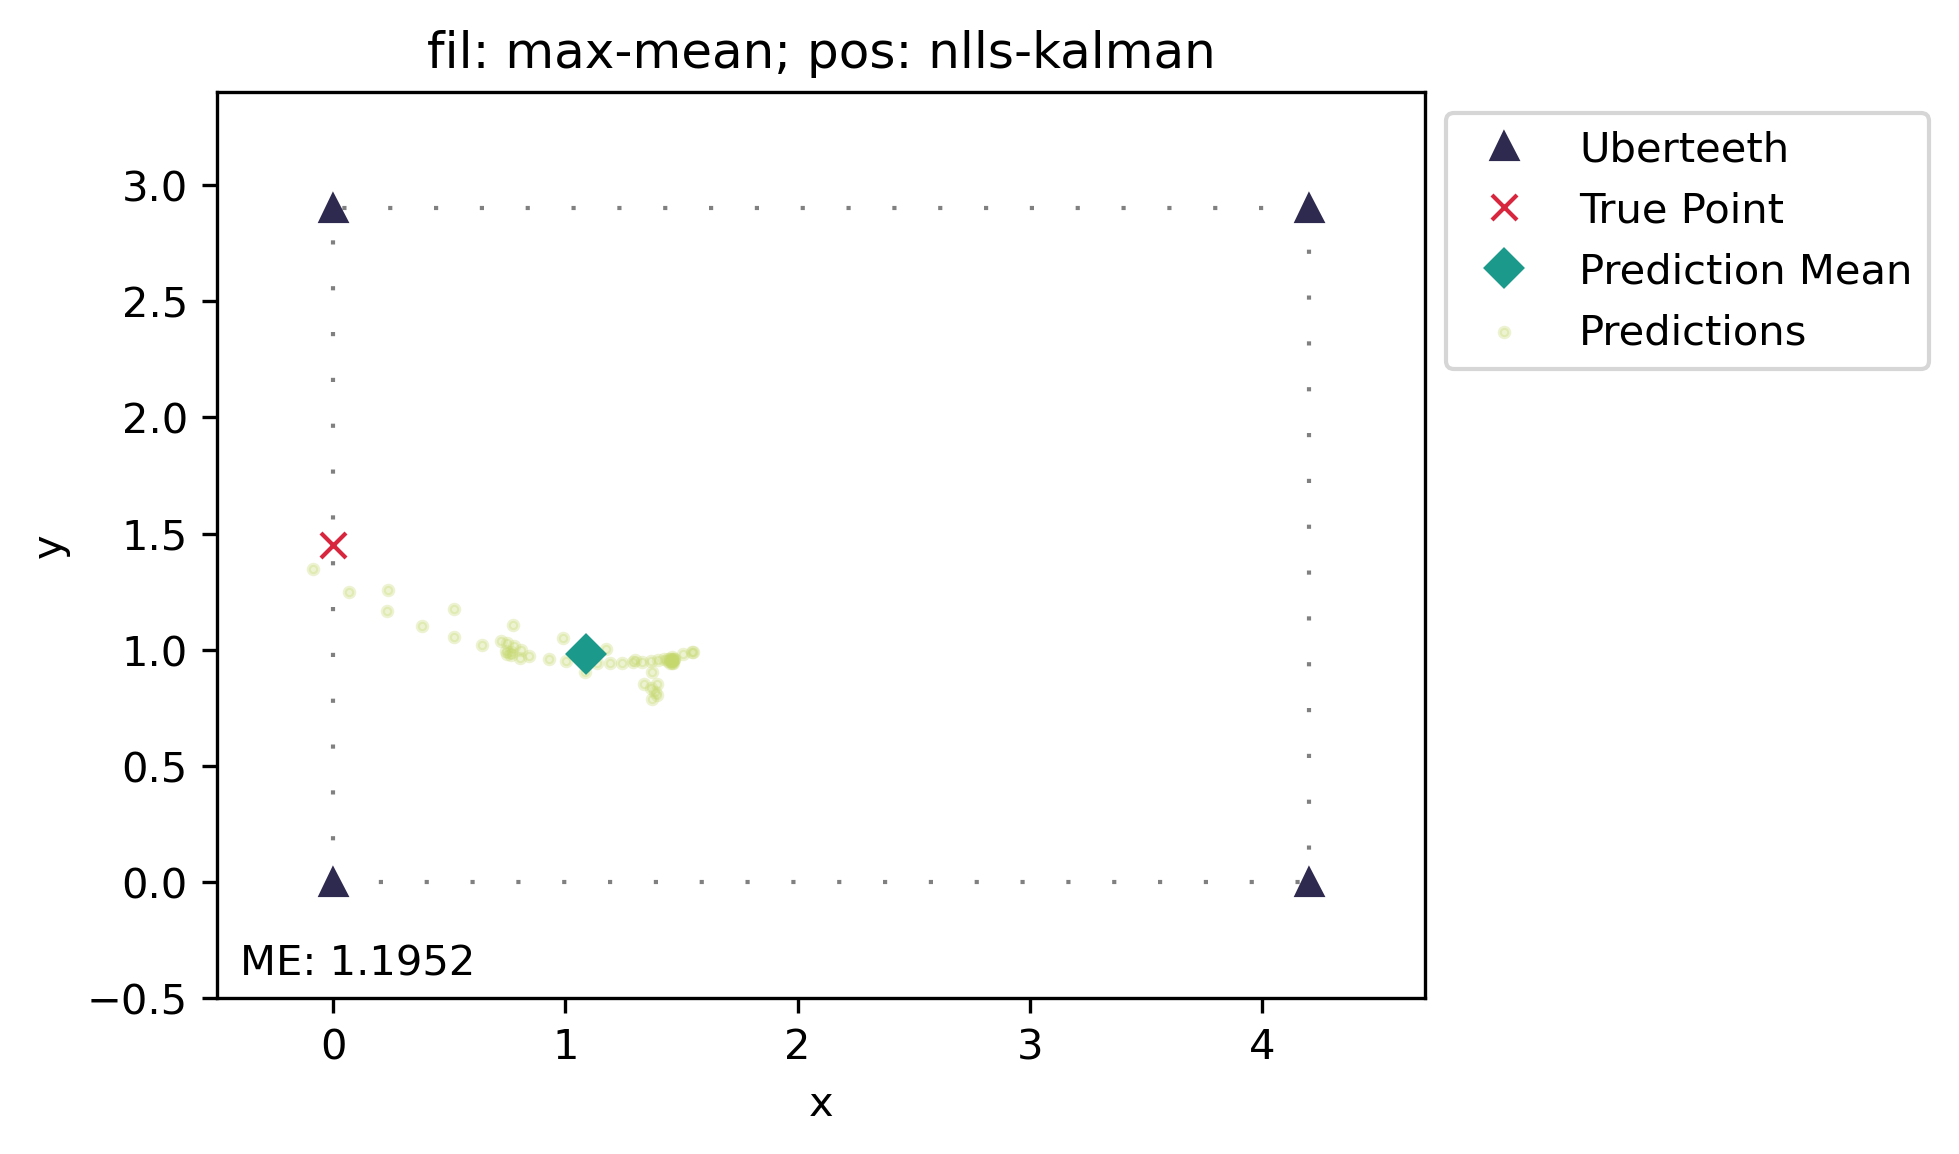 fil: max-mean; pos: nlls-kalman
Uberteeth
True Point
Prediction Mean
Predictions
3.0
2.5
2.0
1.5
1.0
0.5
0.0
−0.5
y
ME: 1.1952
0 1 2 3 4
x